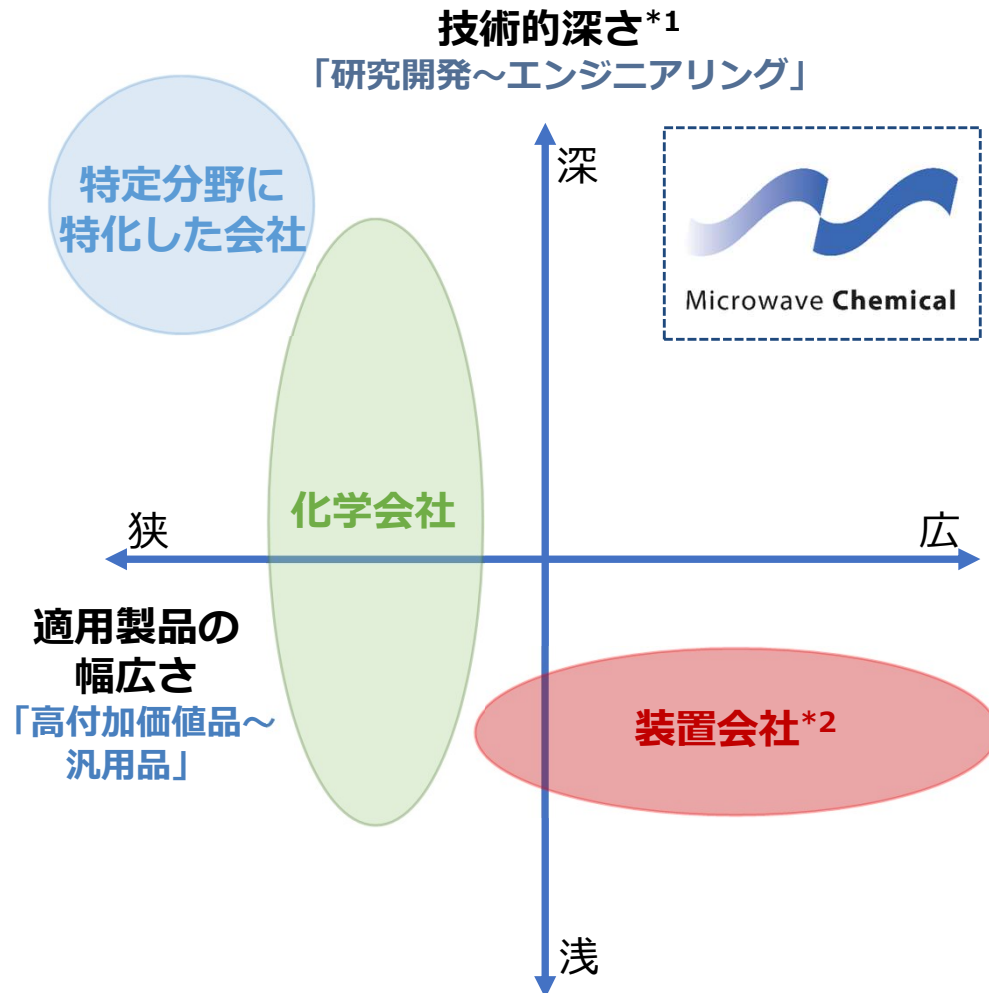 技術的深さ*1
「研究開発～エンジニアリング」
深
特定分野に
特化した会社
Microwave Chemical
化学会社
狭
広
適用製品の
幅広さ
「高付加価値品～
汎用品」
装置会社*2
浅